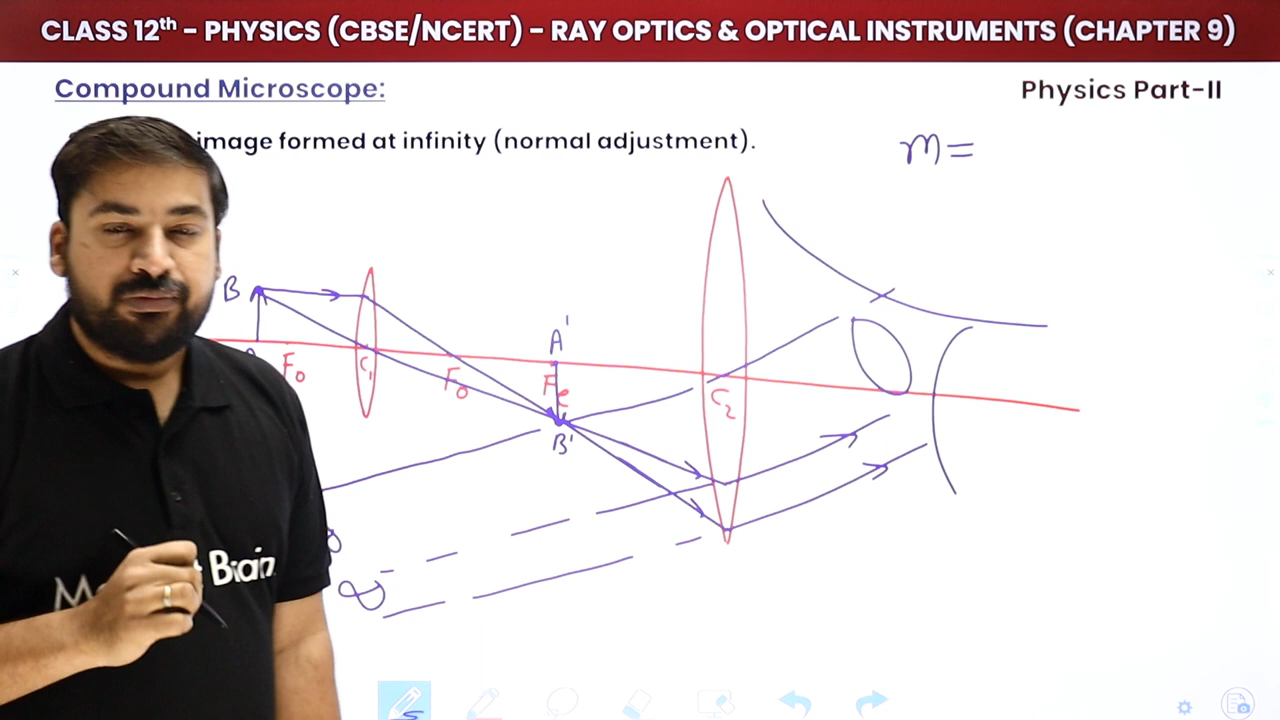 CLASS 12th - PHYSICS (CBSE/NCERT) - RAY OPTICS & OPTICAL INSTRUMENTS (CHAPTER 9)
Compound Microscope:
Physics Part-II
image formed at infinity (normal adjustment).
m =
B
A'
F₀
C₁
F₀
Fe
C₂
B'
∞
Brain